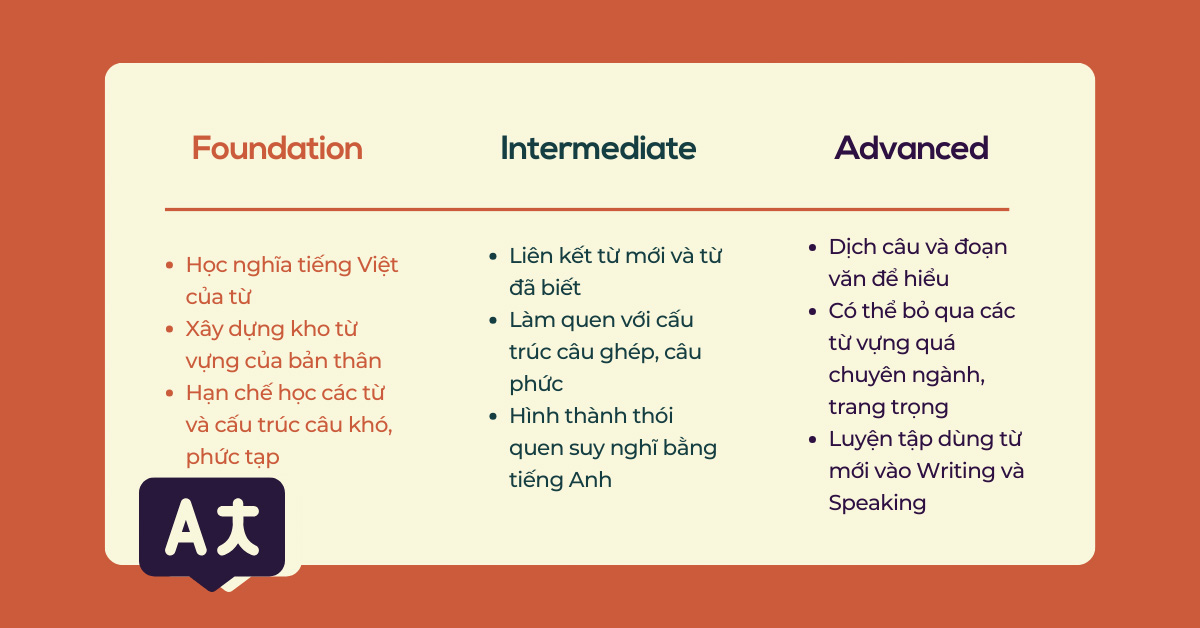 Foundation
• Học nghĩa tiếng Việt
của từ
• Xây dựng kho từ
vựng của bản thân
• Hạn chế học các từ
và cấu trúc câu khó,
phức tạp
Intermediate
• Liên kết từ mới và từ
đã biết
• Làm quen với cấu
trúc câu ghép, câu
phức
• Hình thành thói
quen suy nghĩ bằng
tiếng Anh
Advanced
• Dịch câu và đoạn
văn để hiểu
• Có thể bỏ qua các
từ vựng quá
chuyên ngành,
trang trọng
• Luyện tập dùng từ
mới vào Writing và
Speaking